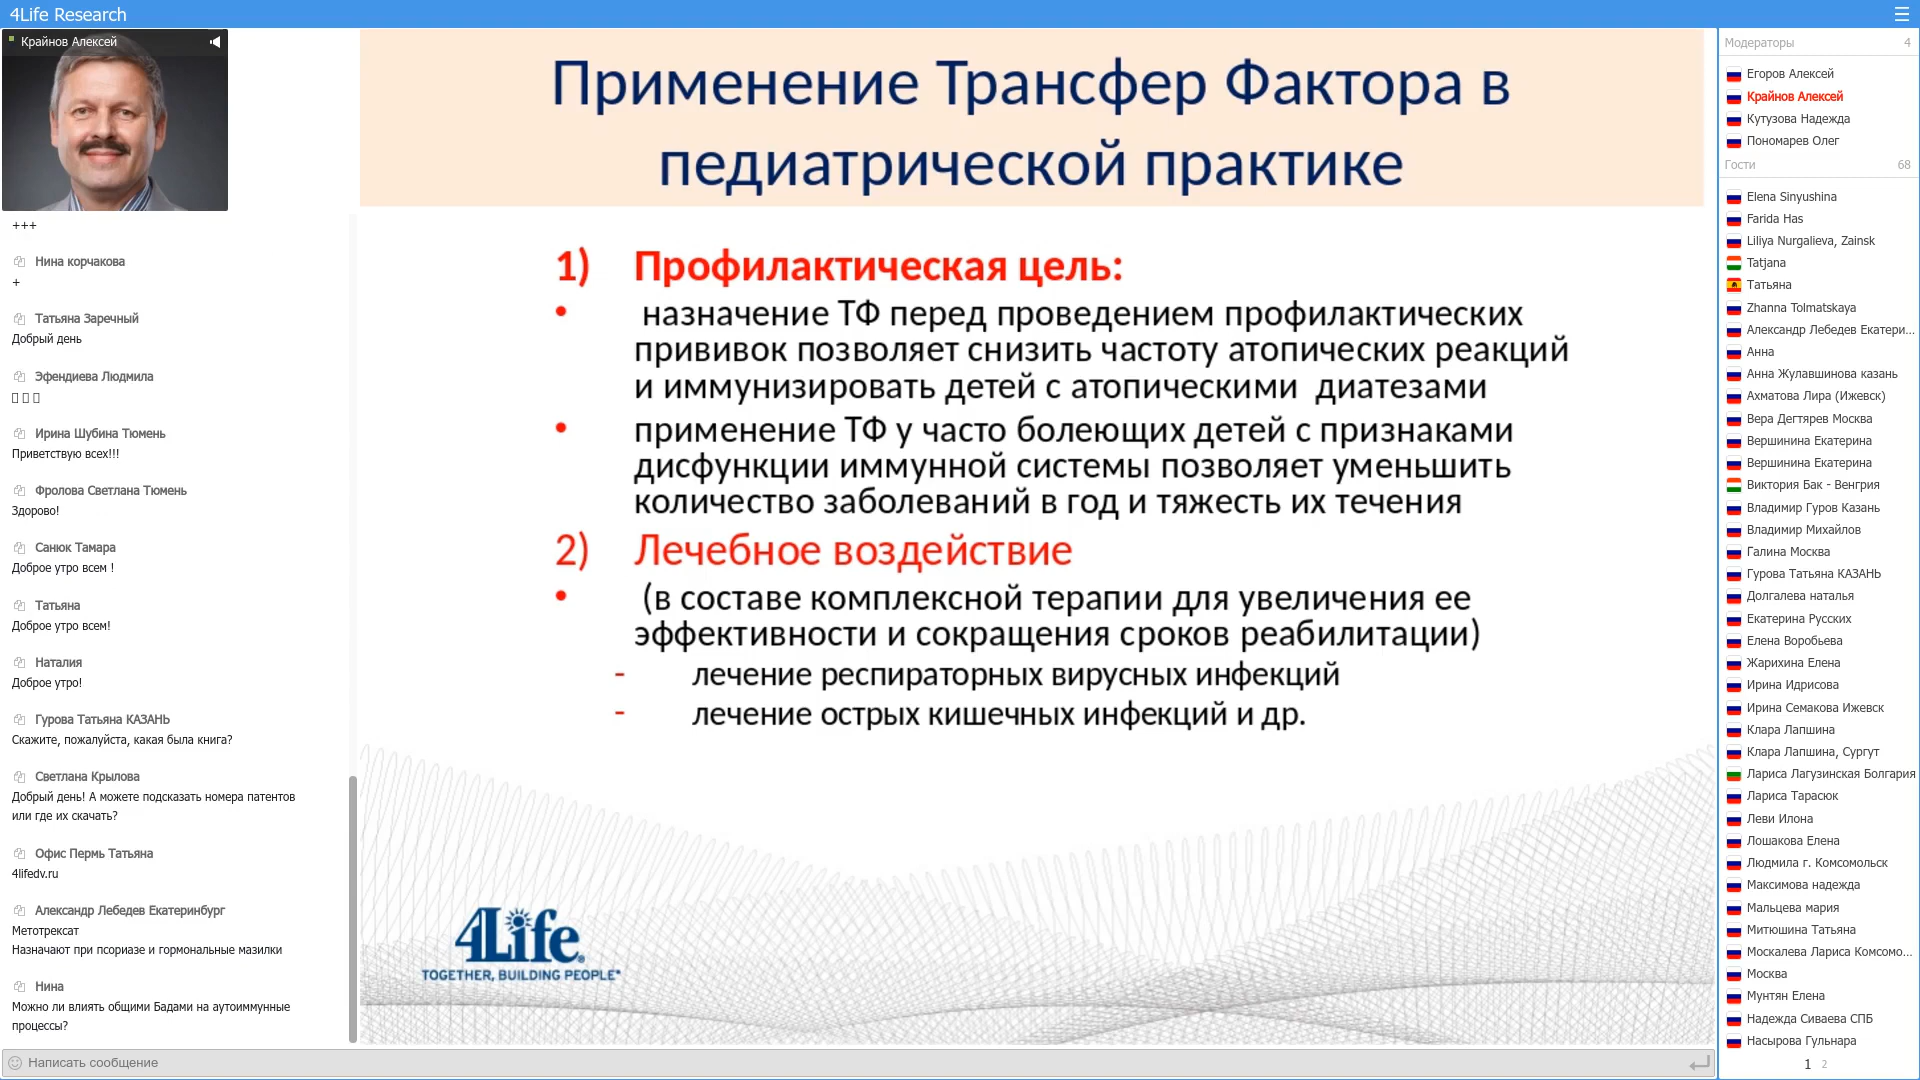 4Life Research
Крайнов Алексей
+++
Нина корчакова
+
Татьяна Заречный
Добрый день
Эфендиева Людмила
Ирина Шубина Тюмень
Приветствую всех!!!
Фролова Светлана Тюмень
Здорово!
Санюк Тамара
Доброе утро всем !
Татьяна
Доброе утро всем!
Наталия
Доброе утро!
Гурова Татьяна КАЗАНЬ
Скажите, пожалуйста, какая была книга?
Светлана Крылова
Добрый день! А можете подсказать номера патентов
или где их скачать?
Офис Пермь Татьяна
4lifedv.ru
Александр Лебедев Екатеринбург
Метотрексат
Назначают при псориазе и гормональные мазилки
Нина
Можно ли влиять общими Бадами на аутоиммунные
процессы?
Написать сообщение
Применение Трансфер Фактора в
педиатрической практике
1) Профилактическая цель:
• назначение ТФ перед проведением профилактических
прививок позволяет снизить частоту атопических реакций
и иммунизировать детей с атопическими диатезами
• применение ТФ у часто болеющих детей с признаками
дисфункции иммунной системы позволяет уменьшить
количество заболеваний в год и тяжесть их течения
2) Лечебное воздействие
• (в составе комплексной терапии для увеличения ее
эффективности и сокращения сроков реабилитации)
- лечение респираторных вирусных инфекций
- лечение острых кишечных инфекций и др.
4Life®
TOGETHER, BUILDING PEOPLE*
Модераторы 4
Егоров Алексей
Крайнов Алексей
Кутузова Надежда
Пономарев Олег
Гости 68
Elena Sinyushina
Farida Has
Liliya Nurgalieva, Zainsk
Tatjana
Татьяна
Zhanna Tolmatskaya
Александр Лебедев Екатери...
Анна
Анна Жулавшинова казань
Ахматова Лира (Ижевск)
Вера Дегтярев Москва
Вершинина Екатерина
Вершинина Екатерина
Виктория Бак - Венгрия
Владимир Гуров Казань
Владимир Михайлов
Галина Москва
Гурова Татьяна КАЗАНЬ
Долгалева наталья
Екатерина Русских
Елена Воробьева
Жарихина Елена
Ирина Идрисова
Ирина Семакова Ижевск
Клара Лапшина
Клара Лапшина, Сургут
Лариса Лагузинская Болгария
Лариса Тарасюк
Леви Илона
Лошакова Елена
Людмила г. Комсомольск
Максимова надежда
Мальцева мария
Митюшина Татьяна
Москалева Лариса Комсомо...
Москва
Мунтян Елена
Надежда Сиваева СПБ
Насырова Гульнара
1 2